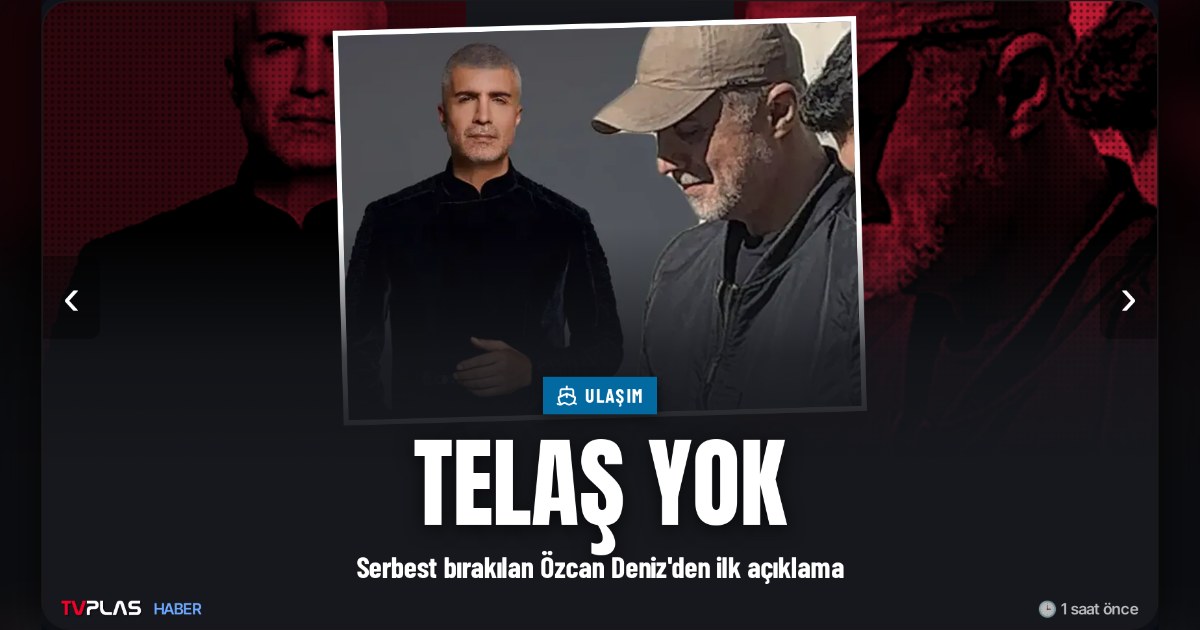 ULAŞIM
TELAŞ YOK
Serbest bırakılan Özcan Deniz'den ilk açıklama
TVPLAS HABER
1 saat önce